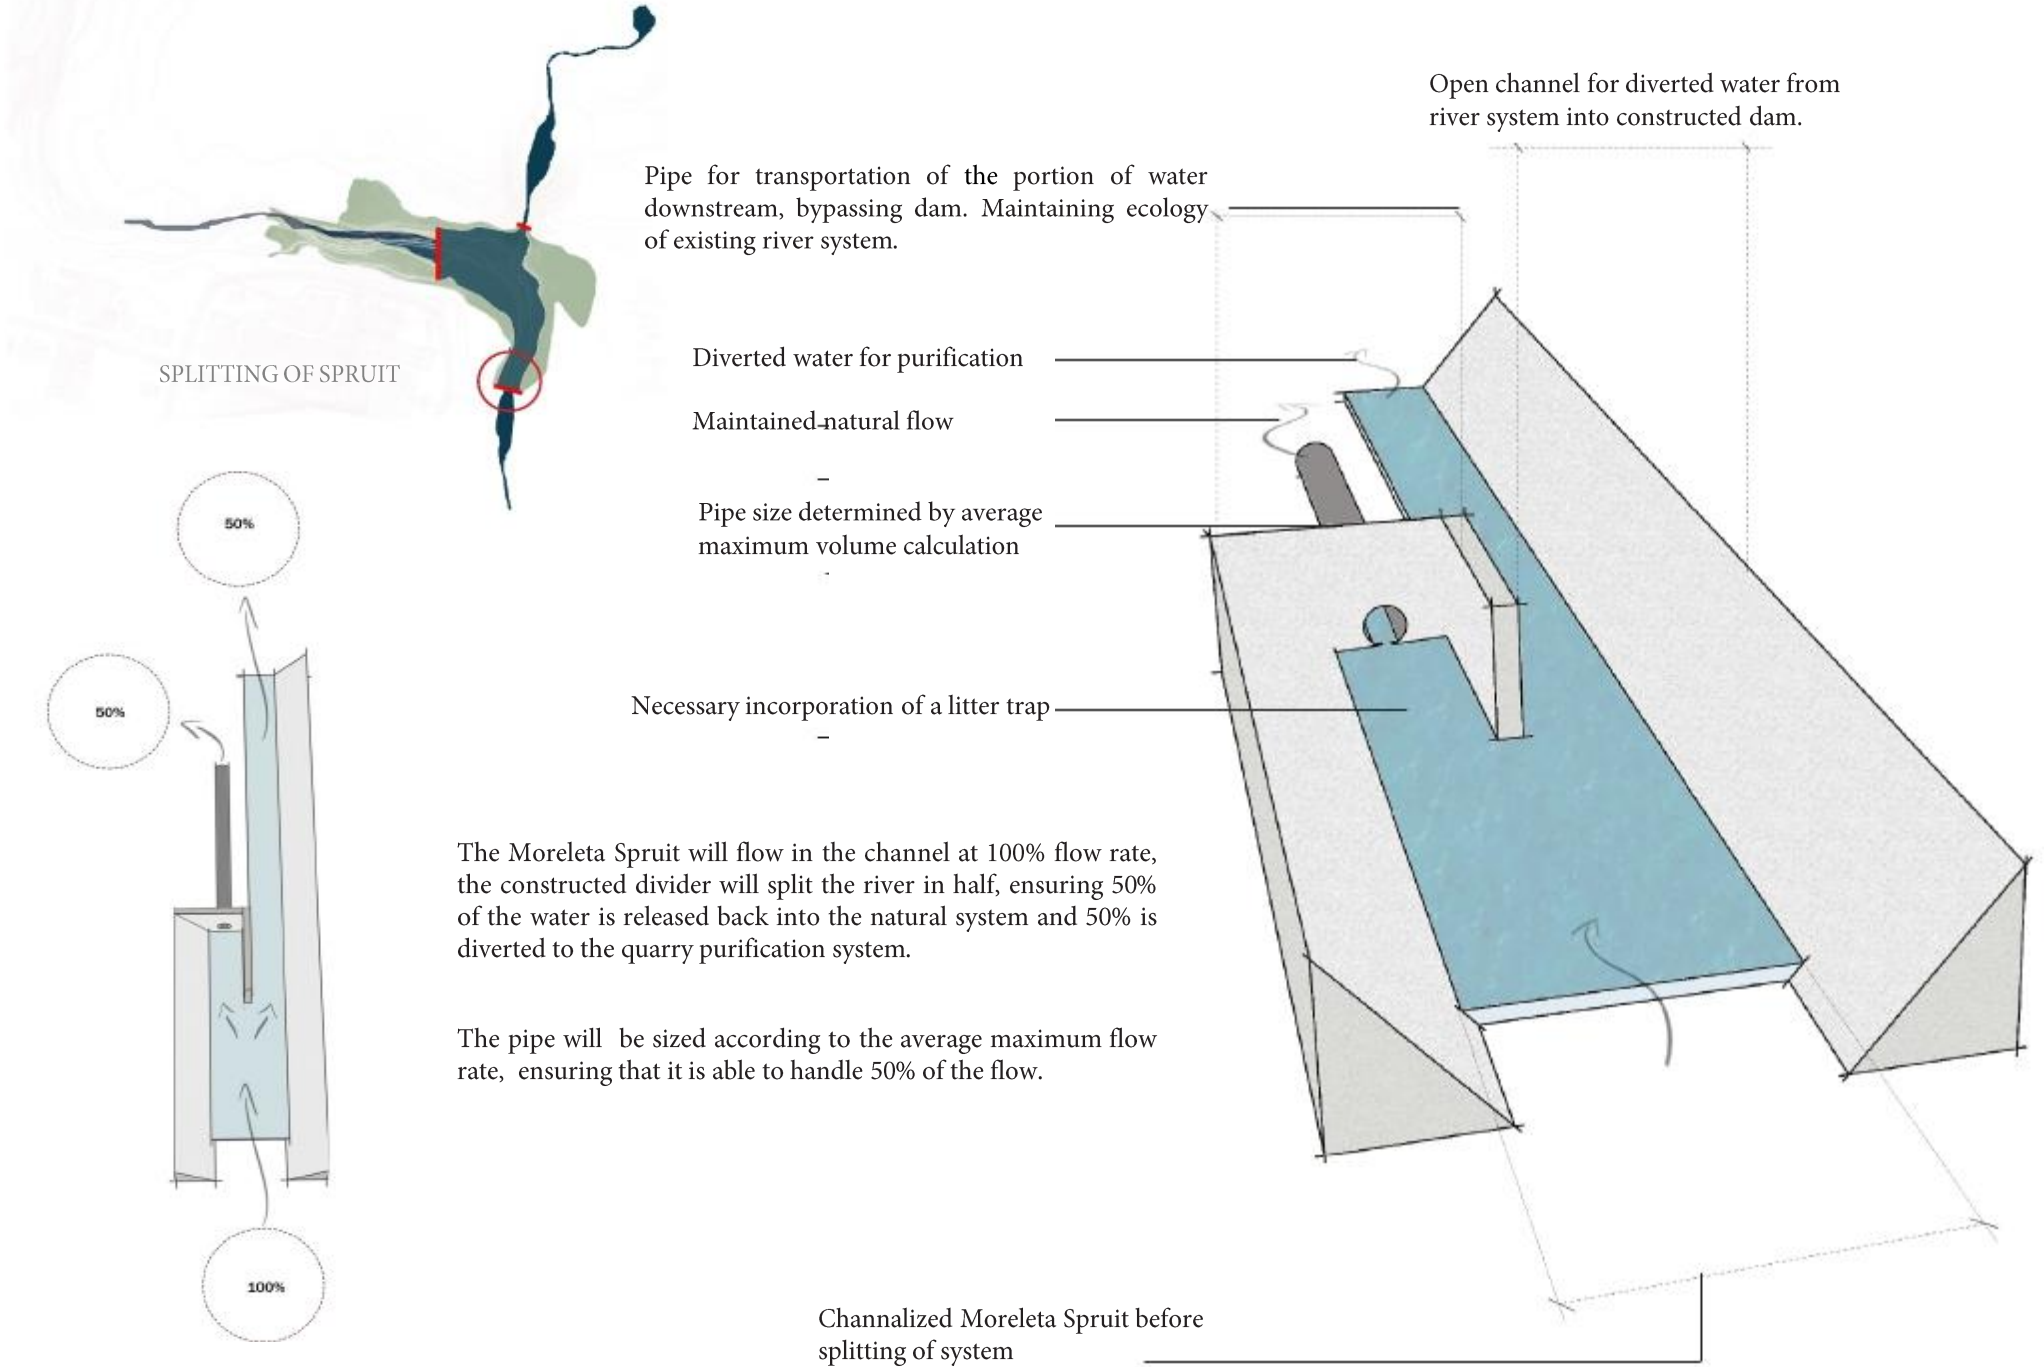 Open channel for diverted water from
river system into constructed dam.
Pipe for transportation of the portion of water
downstream, bypassing dam. Maintaining ecology
of existing river system.
Diverted water for purification
SPLITTING OF SPRUIT
Maintained natural flow
50%
Pipe size determined by average
maximum volume calculation
50%
Necessary incorporation of a litter trap
The Moreleta Spruit will flow in the channel at 100% flow rate,
the constructed divider will split the river in half, ensuring 50%
of the water is released back into the natural system and 50% is
diverted to the quarry purification system.
The pipe will be sized according to the average maximum flow
rate, ensuring that it is able to handle 50% of the flow.
100%
Channalized Moreleta Spruit before
splitting of system